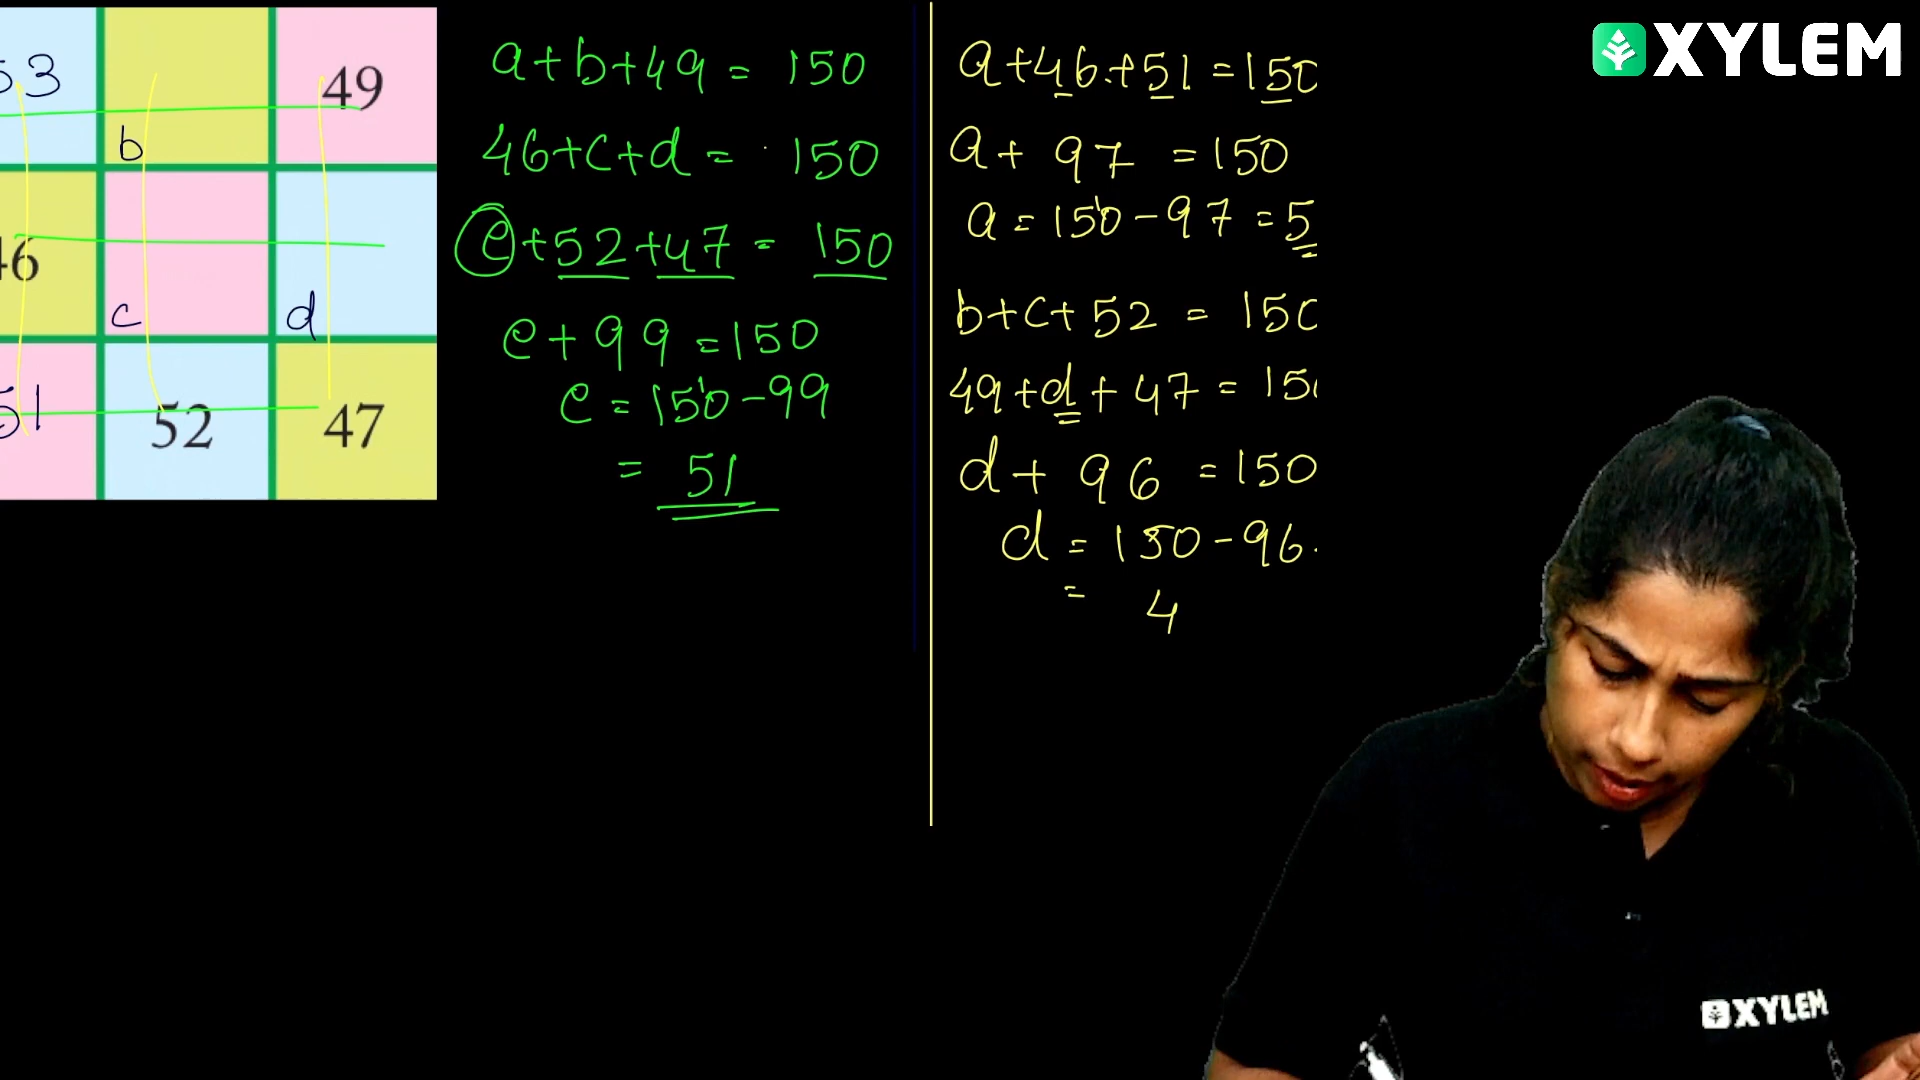 53
b
49
46
c
d
51
52
47
a+b+49 = 150
46+c+d = 150
e+52+47 = 150
e+99=150
e = 150-99
= 51
a+46+51 =150
a+ 97 =150
a = 150-97 =5
b+c+ 52 = 150
49+d+47 = 15
d+ 96 =150
d = 150-96
= 4
XYLEM
XYLEM